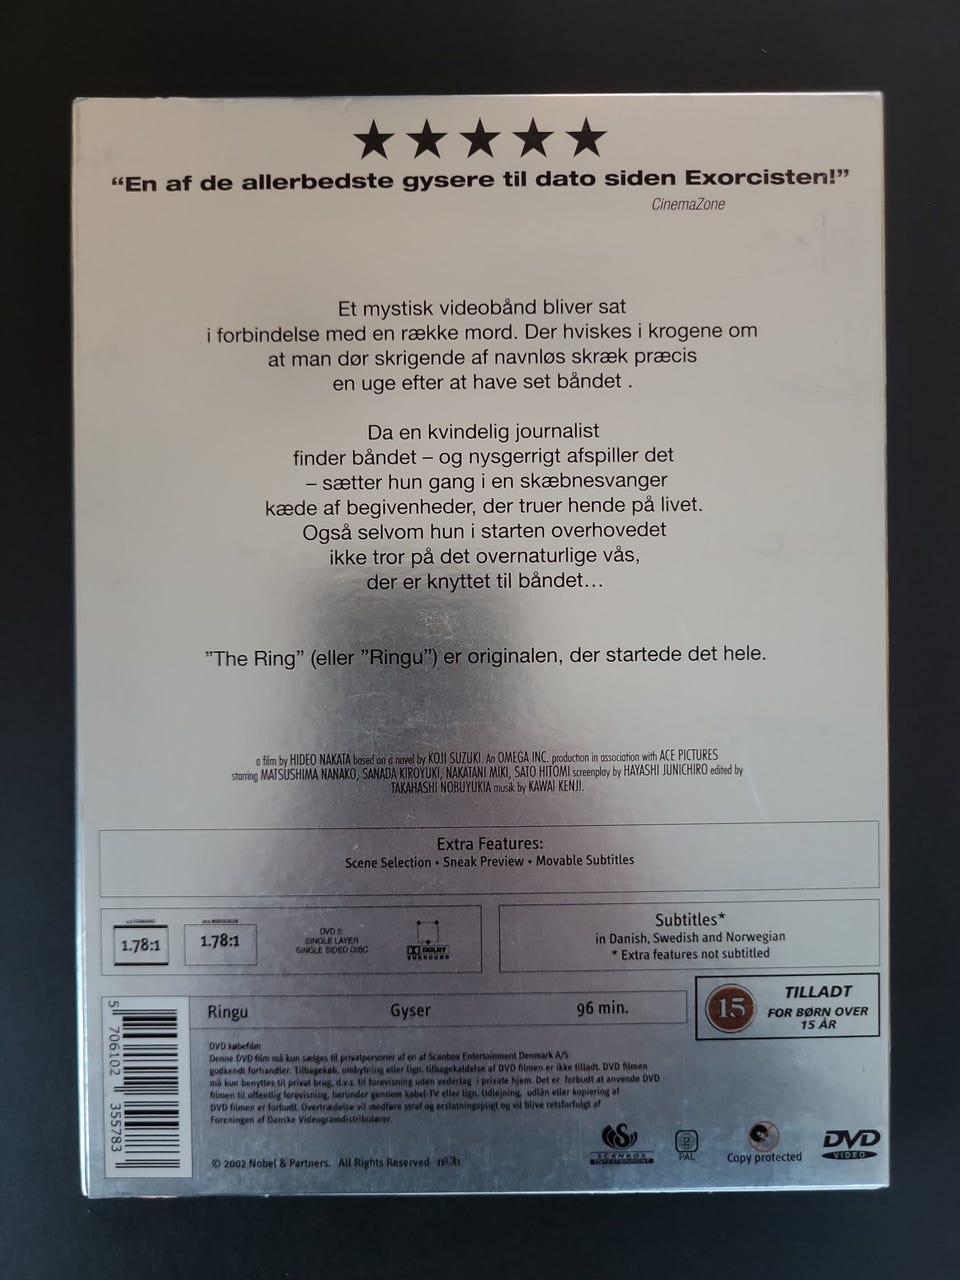 ★★★★★
“En af de allerbedste gysere til dato siden Exorcisten!”
CinemaZone
Et mystisk videobånd bliver sat
i forbindelse med en række mord. Der hviskes i krogene om
at man dør skrigende af navnløs skræk præcis
en uge efter at have set båndet .
Da en kvindelig journalist
finder båndet – og nysgerrigt afspiller det
– sætter hun gang i en skæbnesvanger
kæde af begivenheder, der truer hende på livet.
Også selvom hun i starten overhovedet
ikke tror på det overnaturlige vås,
der er knyttet til båndet...
”The Ring” (eller ”Ringu”) er originalen, der startede det hele.
a film by HIDEO NAKATA based on a novel by KOJI SUZUKI. An OMEGA INC. production in association with ACE PICTURES
starring MATSUSHIMA NANAKO, SANADA KIROYUKI, NAKATANI MIKI, SATO HITOMI screenplay by HAYASHI JUNICHIRO edited by
TAKAHASHI NOBUYUKIA musik by KAWAI KENJI.
Extra Features:
Scene Selection • Sneak Preview • Movable Subtitles
4:3 STANDARD
1.78:1
16:9 WIDESCREEN
1.78:1
DVD 5:
SINGLE LAYER
SINGLE SIDED DISC
DOLBY
SURROUND
Subtitles*
in Danish, Swedish and Norwegian
* Extra features not subtitled
Ringu Gyser 96 min.
15
TILLADT
FOR BØRN OVER
15 ÅR
5 706102 355783
DVD købefilm
Denne DVD film må kun sælges til privatpersoner af en af Scanbox Entertainment Denmark A/S
godkendt forhandler. Tilbagekøb, ombytning eller lign. tilbagekaldelse af DVD filmen er ikke tilladt. DVD filmen
må kun benyttes til privat brug, d.v.s. til forevisning uden vederlag i private hjem. Det er forbudt at anvende DVD
filmen til offentlig forevisning, herunder gennem kabel-TV eller lign. Udlejning, udlån eller kopiering af
DVD filmen er forbudt. Overtrædelse vil medføre straf og erstatningspligt og vil blive retsforfulgt af
Foreningen af Danske Videogramdistributører.
© 2002 Nobel & Partners. All Rights Reserved
SCANBOX
ENTERTAINMENT
2
PAL
Copy protected
DVD
VIDEO